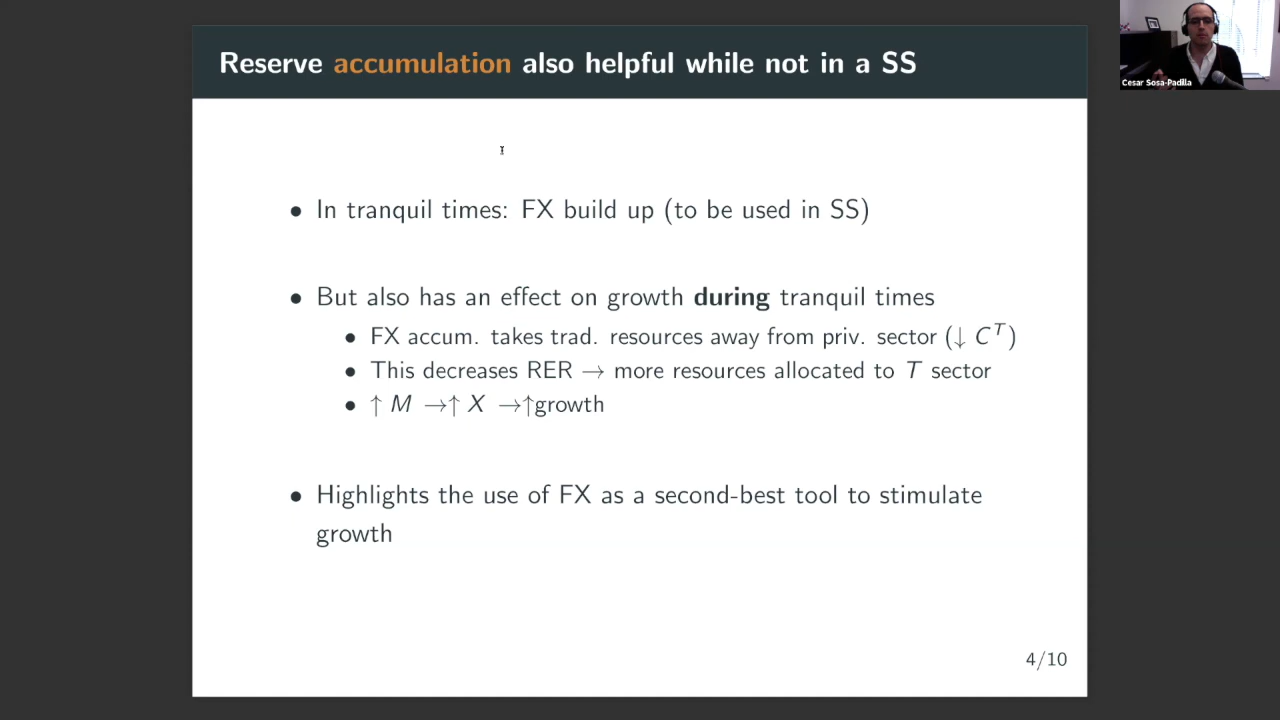 Reserve accumulation also helpful while not in a SS
Cesar Sosa-Padilla
• In tranquil times: FX build up (to be used in SS)
• But also has an effect on growth during tranquil times
• FX accum. takes trad. resources away from priv. sector (↓ C^T)
• This decreases RER → more resources allocated to T sector
• ↑ M →↑ X →↑growth
• Highlights the use of FX as a second-best tool to stimulate
growth
4/10